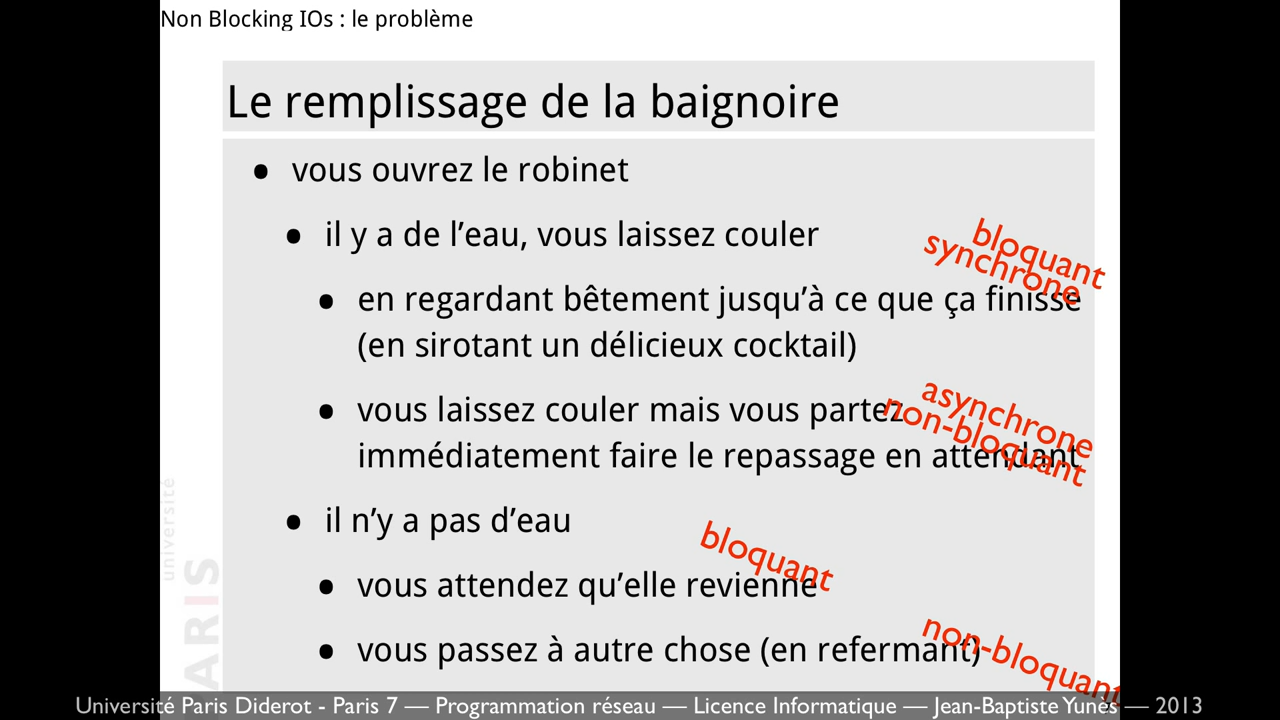 Non Blocking IOs : le problème
Le remplissage de la baignoire
• vous ouvrez le robinet
• il y a de l’eau, vous laissez couler
bloquant
synchrone
• en regardant bêtement jusqu’à ce que ça finisse
(en sirotant un délicieux cocktail)
asynchrone
non-bloquant
• vous laissez couler mais vous partez
immédiatement faire le repassage en attendant
• il n’y a pas d’eau
bloquant
• vous attendez qu’elle revienne
non-bloquant
• vous passez à autre chose (en refermant)
université
PARIS
Université Paris Diderot - Paris 7 — Programmation réseau — Licence Informatique — Jean-Baptiste Yunès — 2013